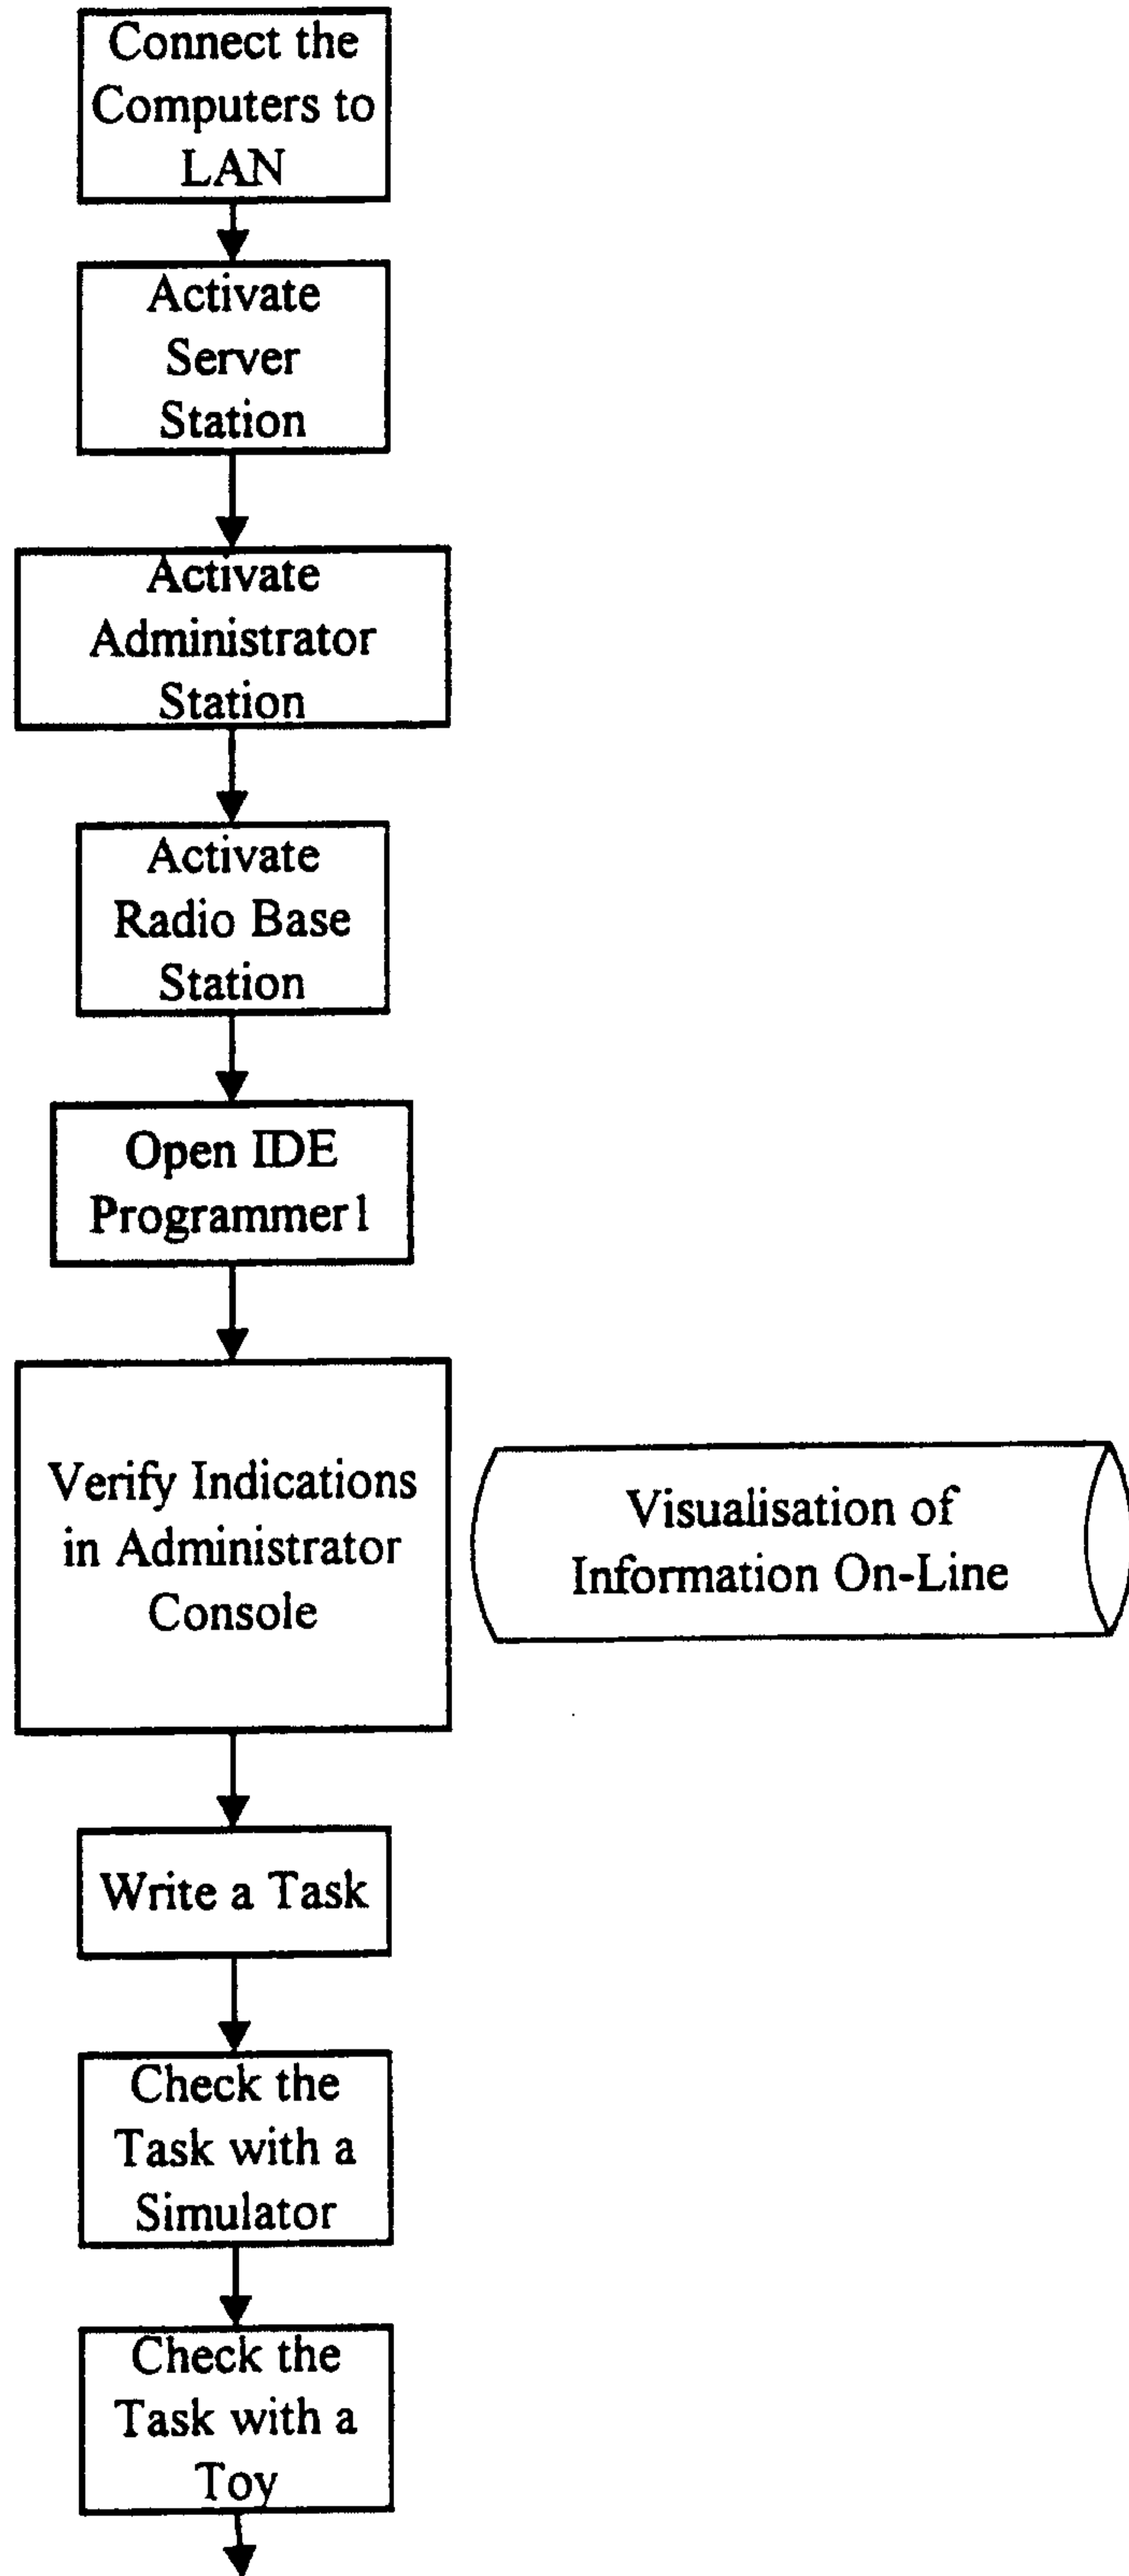 Connect the
Computers to
LAN
Activate
Server
Station
Activate
Administrator
Station
Activate
Radio Base
Station
Open IDE
Programmer1
Verify Indications
in Administrator
Console
Visualisation of
Information On-Line
Write a Task
Check the
Task with a
Simulator
Check the
Task with a
Toy